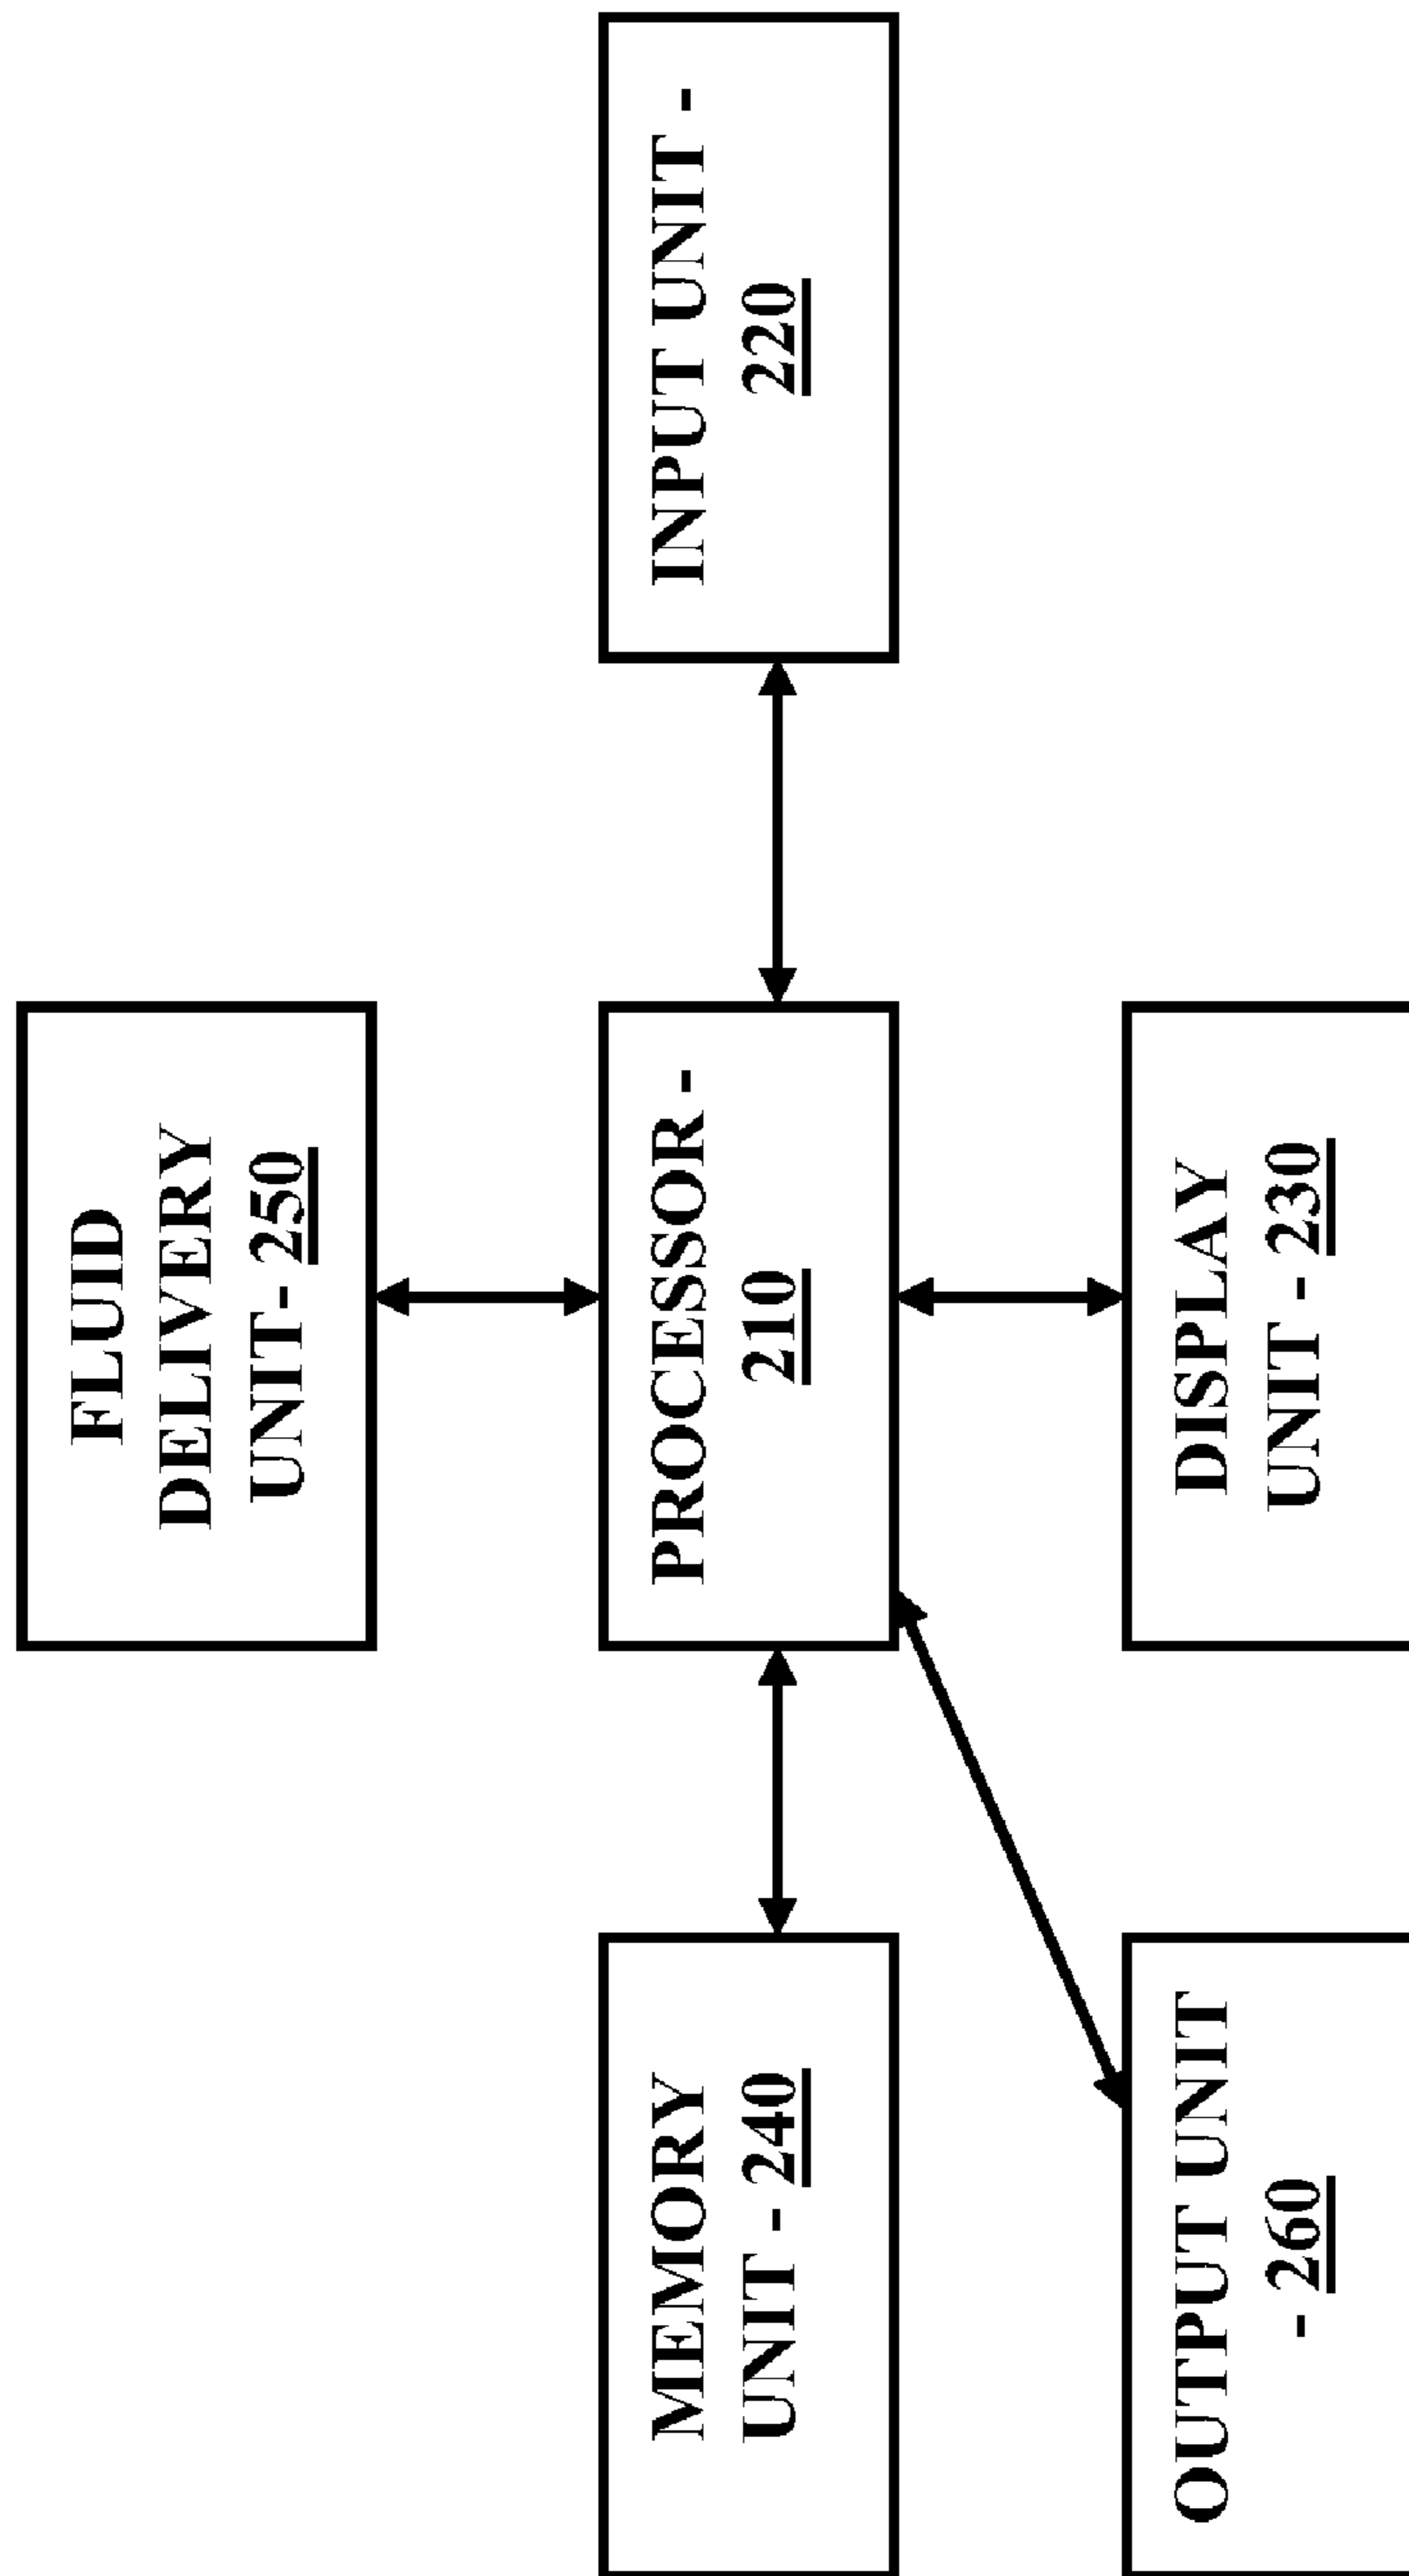 FLUID
DELIVERY
UNIT- 250
MEMORY
UNIT - 240
PROCESSOR -
210
INPUT UNIT -
220
OUTPUT UNIT
- 260
DISPLAY
UNIT - 230